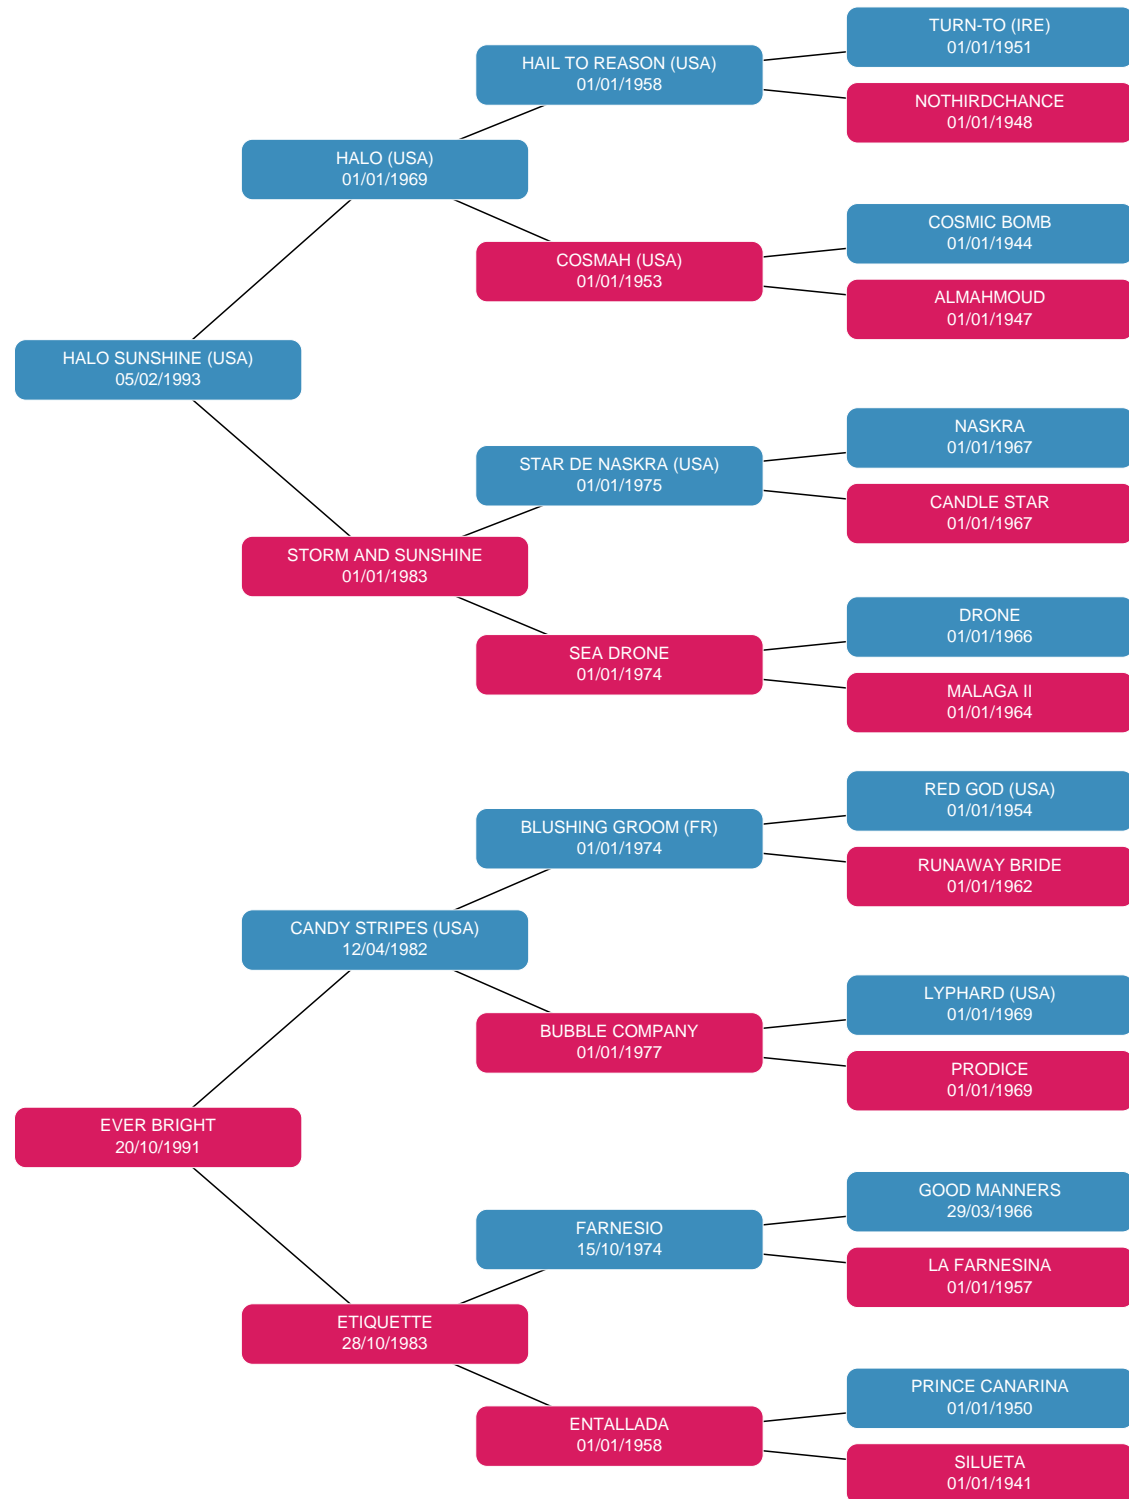 TURN-TO (IRE)
01/01/1951
HAIL TO REASON (USA)
01/01/1958
NOTHIRDCHANCE
01/01/1948
HALO (USA)
01/01/1969
COSMIC BOMB
01/01/1944
COSMAH (USA)
01/01/1953
ALMAHMOUD
01/01/1947
HALO SUNSHINE (USA)
05/02/1993
NASKRA
01/01/1967
STAR DE NASKRA (USA)
01/01/1975
CANDLE STAR
01/01/1967
STORM AND SUNSHINE
01/01/1983
DRONE
01/01/1966
SEA DRONE
01/01/1974
MALAGA II
01/01/1964
RED GOD (USA)
01/01/1954
BLUSHING GROOM (FR)
01/01/1974
RUNAWAY BRIDE
01/01/1962
CANDY STRIPES (USA)
12/04/1982
LYPHARD (USA)
01/01/1969
BUBBLE COMPANY
01/01/1977
PRODICE
01/01/1969
EVER BRIGHT
20/10/1991
GOOD MANNERS
29/03/1966
FARNESIO
15/10/1974
LA FARNESINA
01/01/1957
ETIQUETTE
28/10/1983
PRINCE CANARINA
01/01/1950
ENTALLADA
01/01/1958
SILUETA
01/01/1941